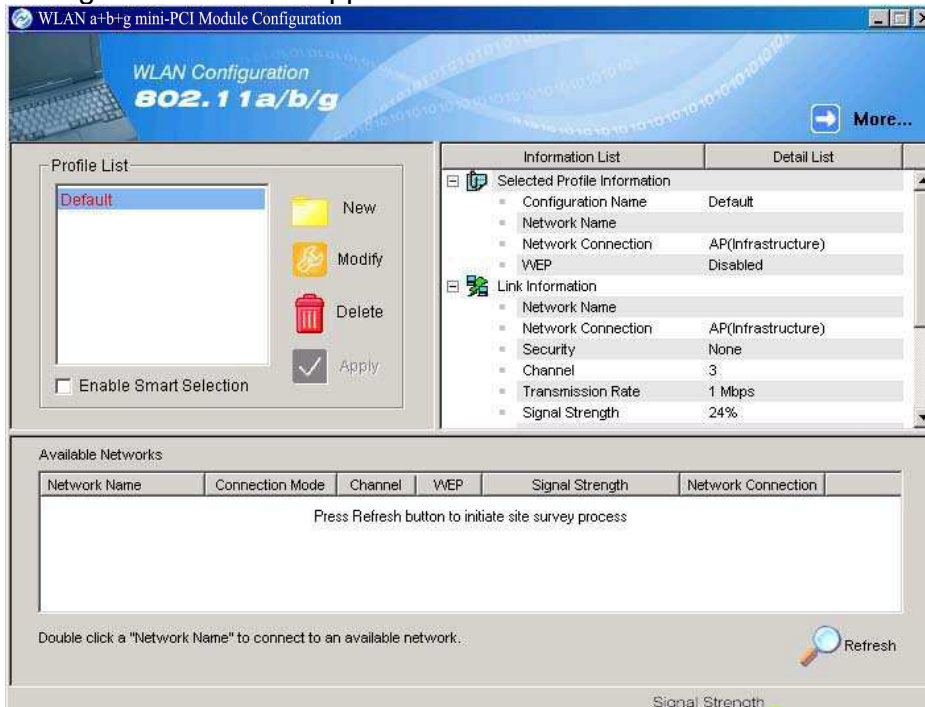 WLAN a+b+g mini-PCI Module Configuration
WLAN Configuration
802.11a/b/g
More...
Profile List
Default
New
Modify
Delete
Apply
Enable Smart Selection
Information List Detail List
Selected Profile Information
Configuration Name Default
Network Name
Network Connection AP(Infrastructure)
WEP Disabled
Link Information
Network Name
Network Connection AP(Infrastructure)
Security None
Channel 3
Transmission Rate 1 Mbps
Signal Strength 24%
Available Networks
Network Name Connection Mode Channel WEP Signal Strength Network Connection
Press Refresh button to initiate site survey process
Double click a "Network Name" to connect to an available network.
Refresh
Signal Strength